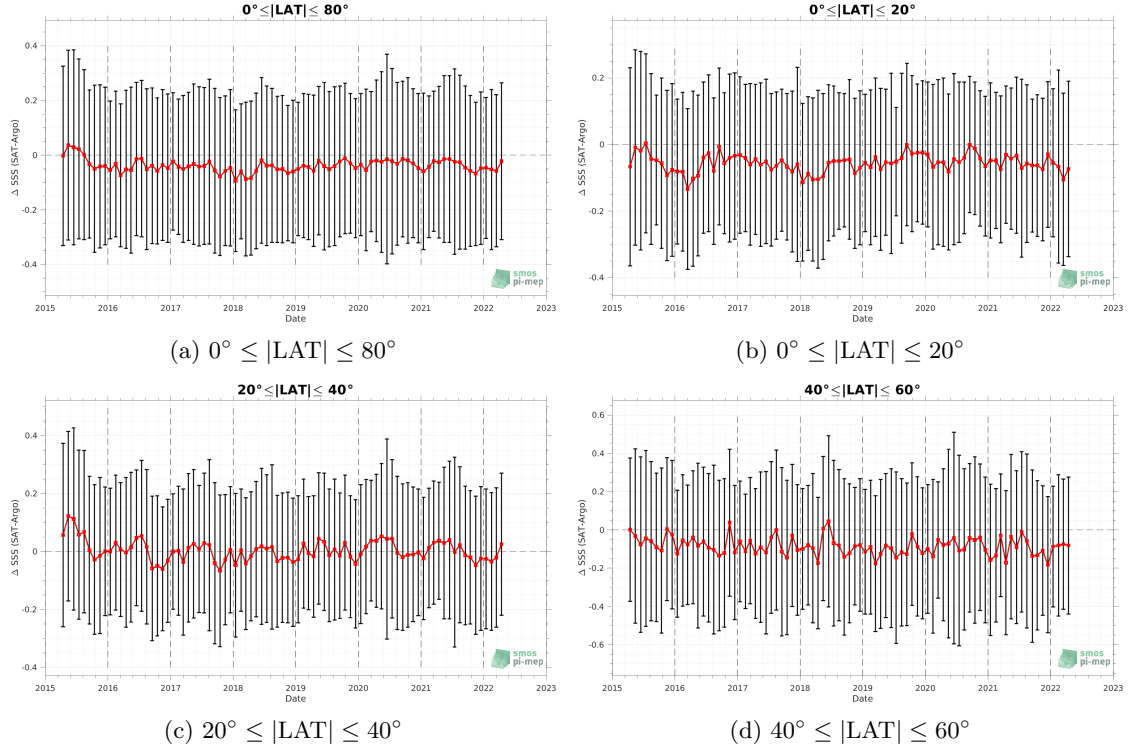 0°≤|LAT|≤ 80°
Δ SSS (SAT-Argo)
0.4
0.2
0
-0.2
-0.4
2015 2016 2017 2018 2019 2020 2021 2022 2023
Date
smos
pi-mep
(a) 0° ≤ |LAT| ≤ 80°
0°≤|LAT|≤ 20°
Δ SSS (SAT-Argo)
0.2
0
-0.2
-0.4
2015 2016 2017 2018 2019 2020 2021 2022 2023
Date
smos
pi-mep
(b) 0° ≤ |LAT| ≤ 20°
20°≤|LAT|≤ 40°
Δ SSS (SAT-Argo)
0.4
0.2
0
-0.2
-0.4
2015 2016 2017 2018 2019 2020 2021 2022 2023
Date
smos
pi-mep
(c) 20° ≤ |LAT| ≤ 40°
40°≤|LAT|≤ 60°
Δ SSS (SAT-Argo)
0.6
0.4
0.2
0
-0.2
-0.4
-0.6
2015 2016 2017 2018 2019 2020 2021 2022 2023
Date
smos
pi-mep
(d) 40° ≤ |LAT| ≤ 60°